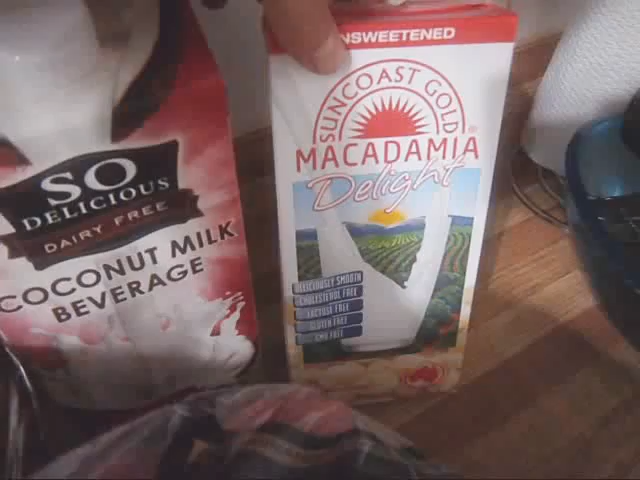 SO
DELICIOUS
DAIRY FREE
COCONUT MILK
BEVERAGE
UNSWEETENED
SUNCOAST GOLD
MACADAMIA
Delight
DELICIOUSLY SMOOTH
CHOLESTEROL FREE
LACTOSE FREE
GLUTEN FREE
GMO FREE